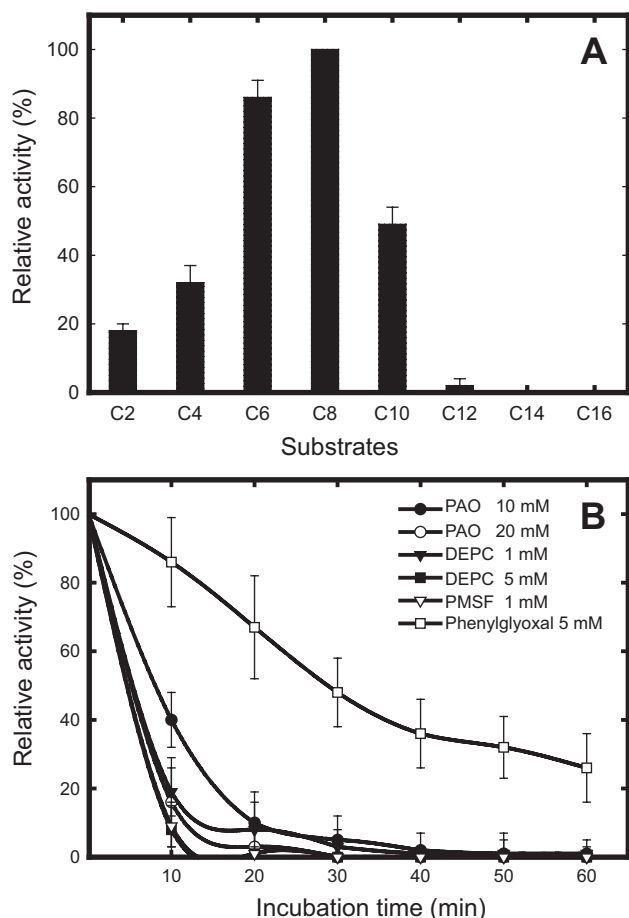 A
Relative activity (%)
100
80
60
40
20
0
C2 C4 C6 C8 C10 C12 C14 C16
Substrates
B
PAO 10 mM
PAO 20 mM
DEPC 1 mM
DEPC 5 mM
PMSF 1 mM
Phenylglyoxal 5 mM
Relative activity (%)
100
80
60
40
20
0
10 20 30 40 50 60
Incubation time (min)